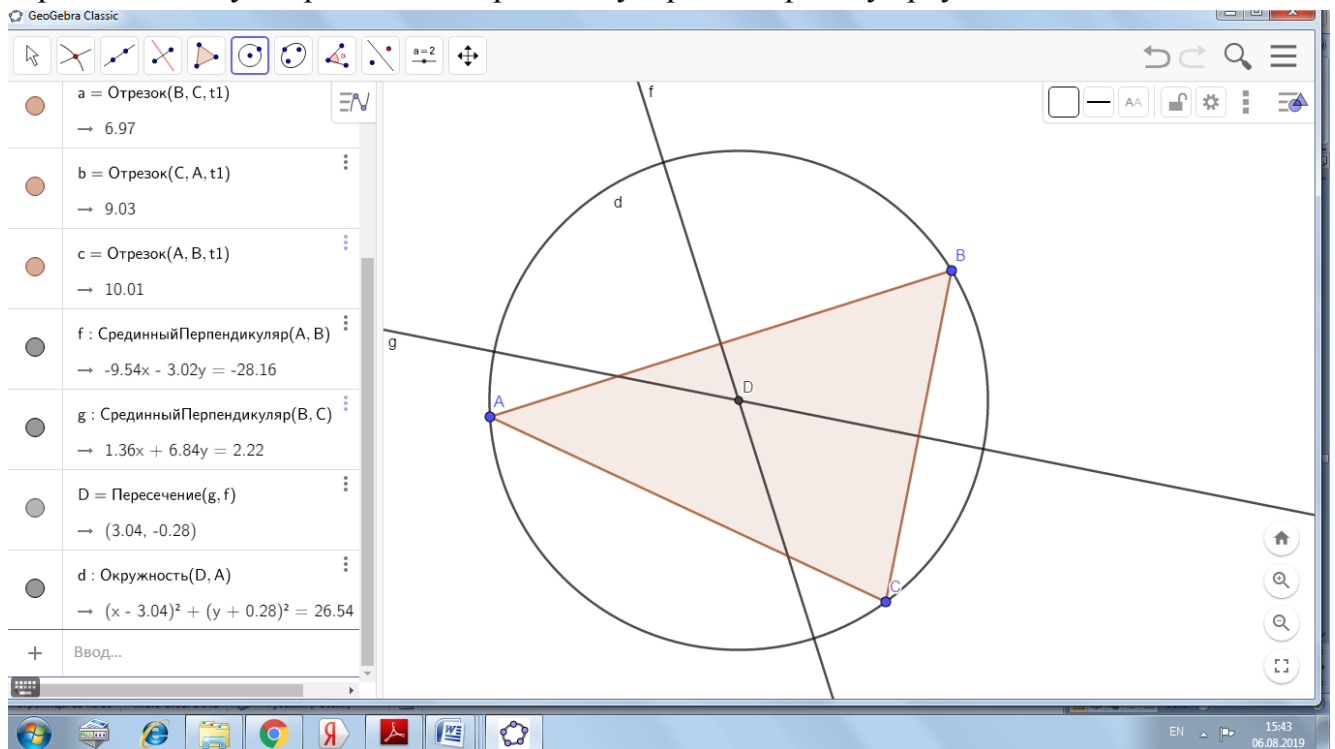 GeoGebra Classic
a=2
a = Отрезок(B, C, t1)
→ 6.97
b = Отрезок(C, A, t1)
→ 9.03
c = Отрезок(A, B, t1)
→ 10.01
f : СрединныйПерпендикуляр(A, B)
→ -9.54x - 3.02y = -28.16
g : СрединныйПерпендикуляр(B, C)
→ 1.36x + 6.84y = 2.22
D = Пересечение(g, f)
→ (3.04, -0.28)
d : Окружность(D, A)
→ (x - 3.04)² + (y + 0.28)² = 26.54
+ Ввод...
AA
f
d
B
g
D
A
C
EN
15:43
06.08.2019